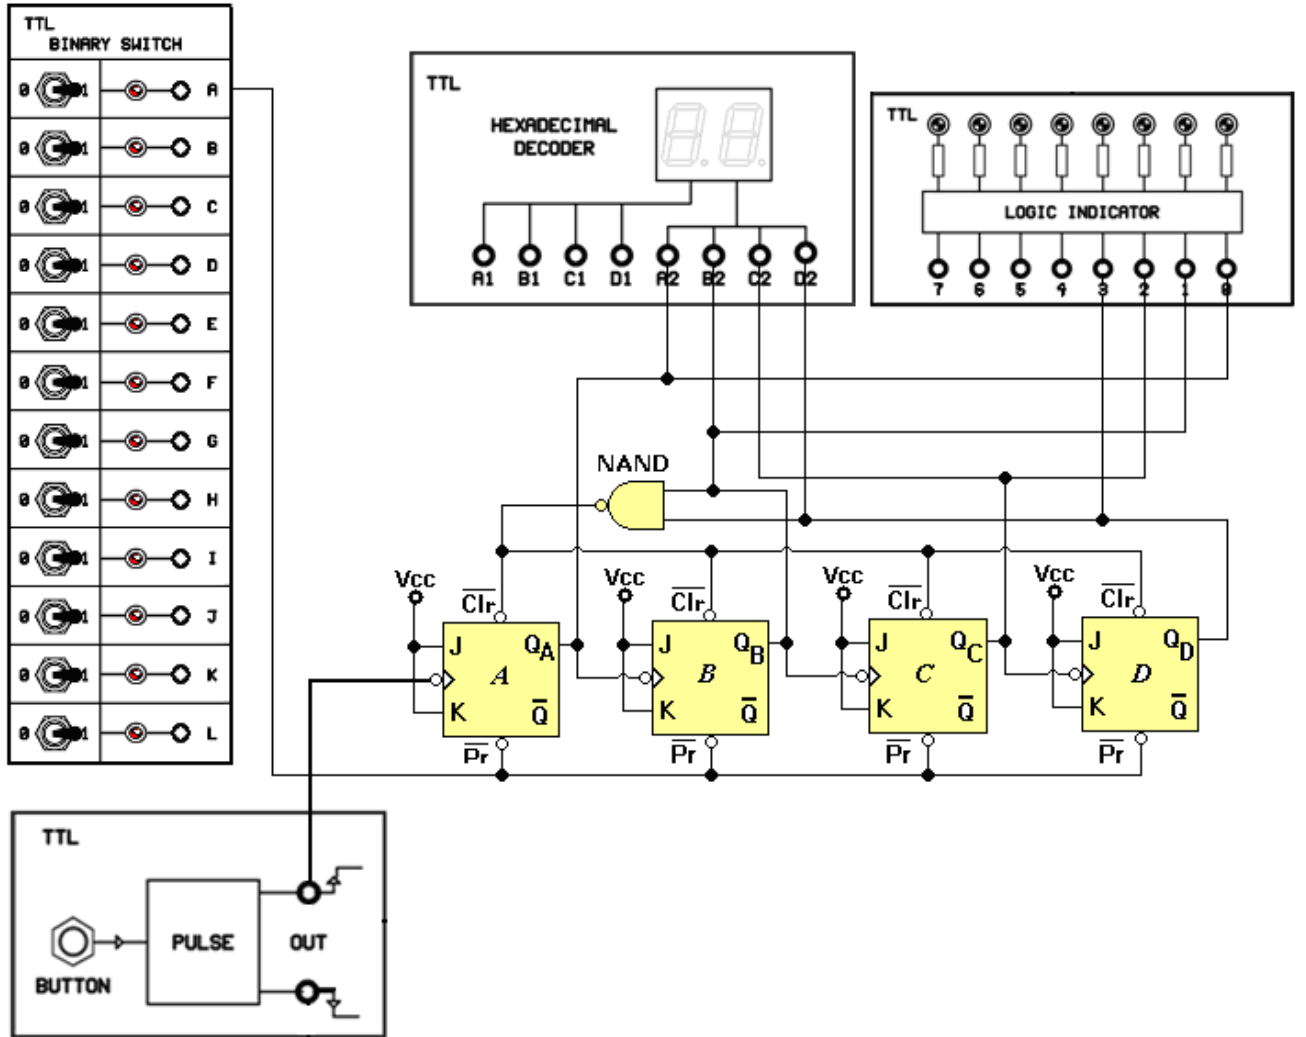 TTL
BINARY SWITCH
0 1 A
0 1 B
0 1 C
0 1 D
0 1 E
0 1 F
0 1 G
0 1 H
0 1 I
0 1 J
0 1 K
0 1 L
TTL
HEXADECIMAL
DECODER
A1 B1 C1 D1 A2 B2 C2 D2
TTL
LOGIC INDICATOR
7 6 5 4 3 2 1 0
NAND
Vcc Vcc Vcc Vcc
Clr Clr Clr Clr
J QA J QB J QC J QD
A B C D
K Q̅ K Q̅ K Q̅ K Q̅
Pr Pr Pr Pr
TTL
PULSE OUT
BUTTON